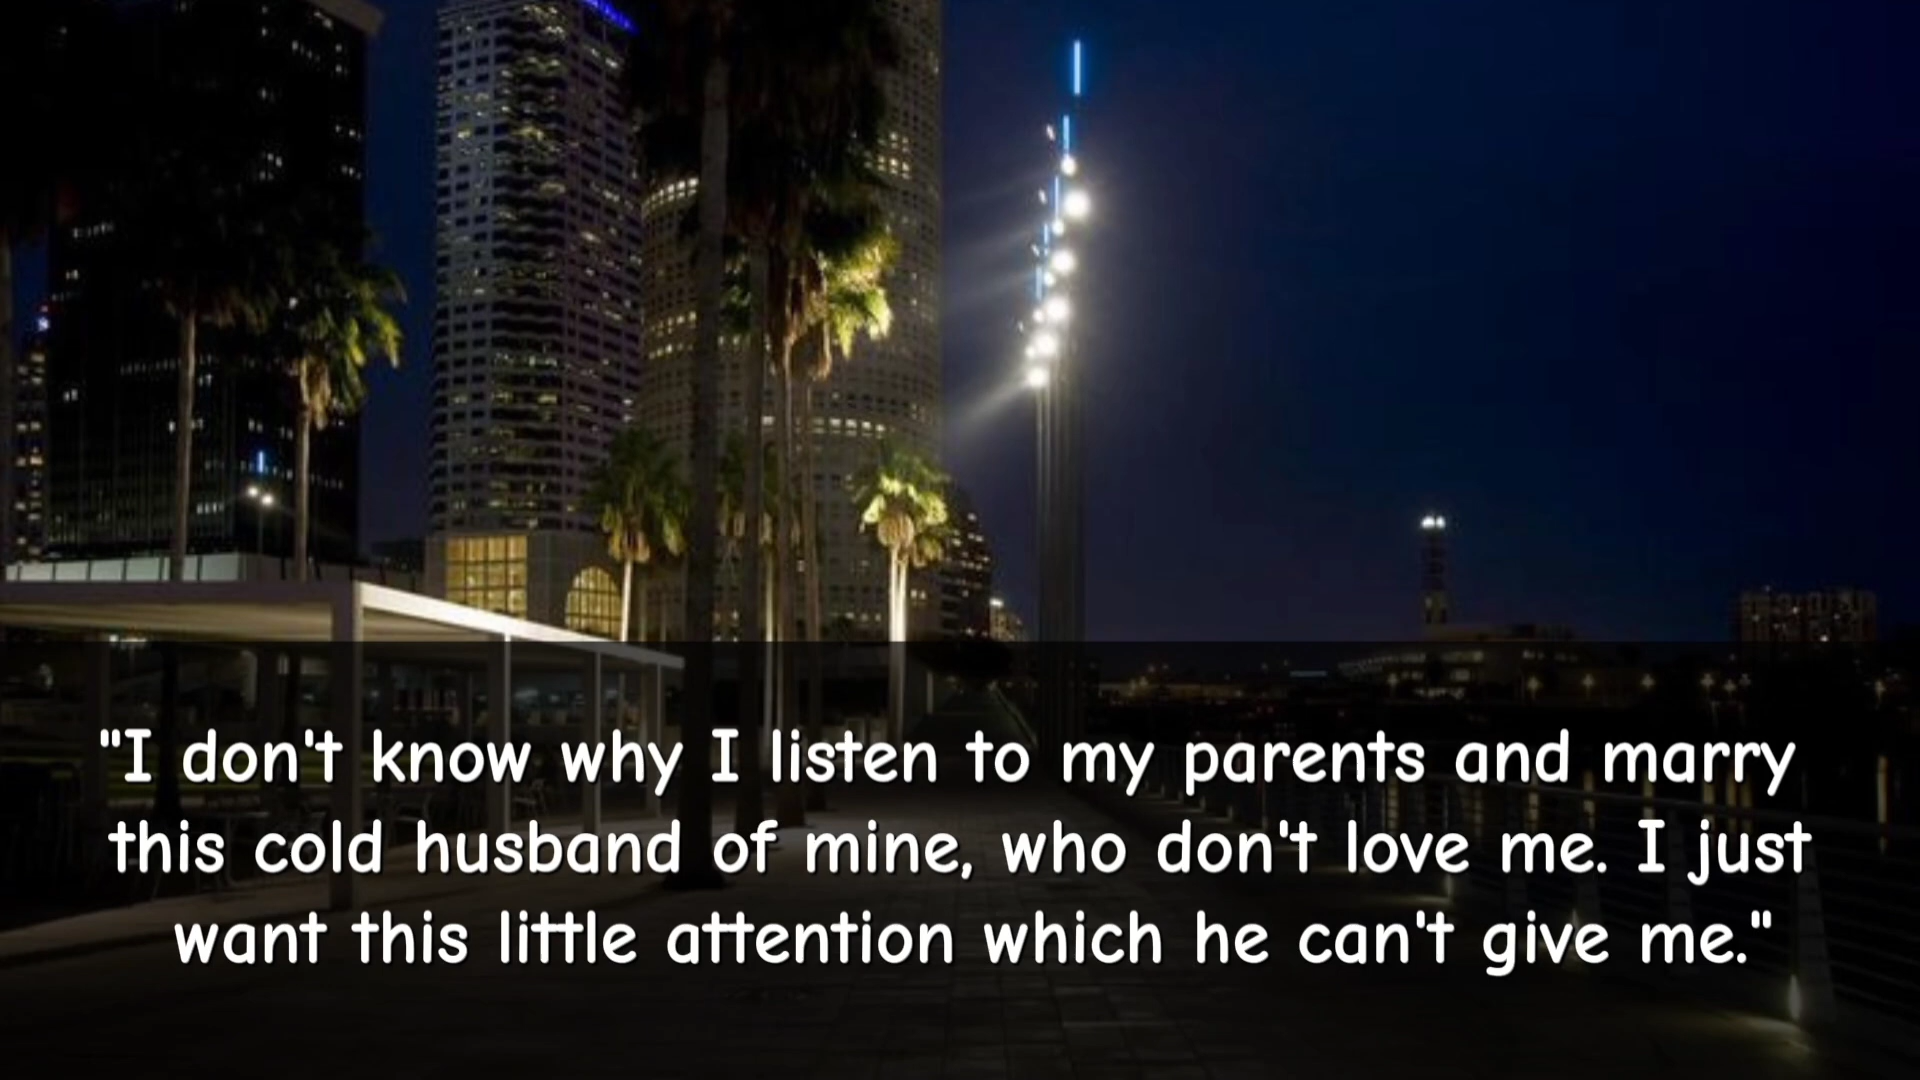 "I don't know why I listen to my parents and marry
this cold husband of mine, who don't love me. I just
want this little attention which he can't give me."